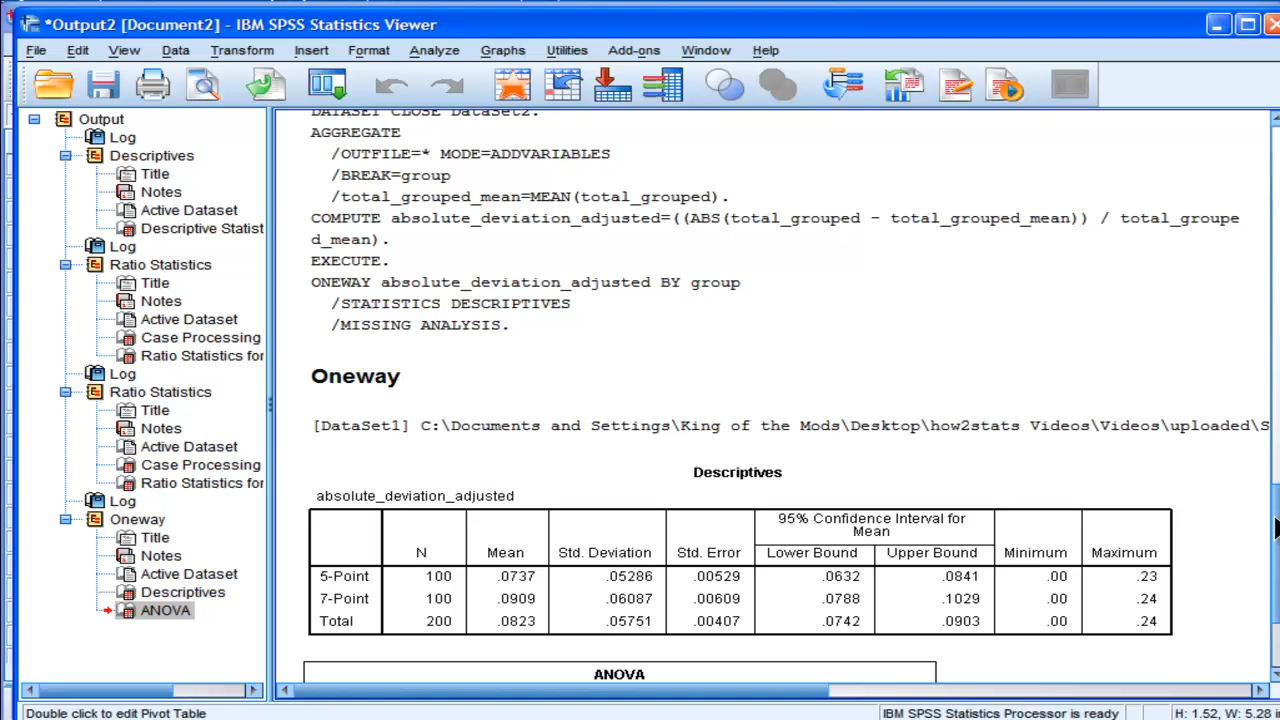 *Output2 [Document2] - IBM SPSS Statistics Viewer
File Edit View Data Transform Insert Format Analyze Graphs Utilities Add-ons Window Help
Output
Log
Descriptives
Title
Notes
Active Dataset
Descriptive Statist
Log
Ratio Statistics
Title
Notes
Active Dataset
Case Processing
Ratio Statistics for
Log
Ratio Statistics
Title
Notes
Active Dataset
Case Processing
Ratio Statistics for
Log
Oneway
Title
Notes
Active Dataset
Descriptives
ANOVA
DATASET CLOSE DataSet2.
AGGREGATE
/OUTFILE=* MODE=ADDVARIABLES
/BREAK=group
/total_grouped_mean=MEAN(total_grouped).
COMPUTE absolute_deviation_adjusted=((ABS(total_grouped - total_grouped_mean)) / total_groupe
d_mean).
EXECUTE.
ONEWAY absolute_deviation_adjusted BY group
/STATISTICS DESCRIPTIVES
/MISSING ANALYSIS.
Oneway
[DataSet1] C:\Documents and Settings\King of the Mods\Desktop\how2stats Videos\Videos\uploaded\S
Descriptives
absolute_deviation_adjusted
95% Confidence Interval for
Mean
N Mean Std. Deviation Std. Error Lower Bound Upper Bound Minimum Maximum
5-Point 100 .0737 .05286 .00529 .0632 .0841 .00 .23
7-Point 100 .0909 .06087 .00609 .0788 .1029 .00 .24
Total 200 .0823 .05751 .00407 .0742 .0903 .00 .24
ANOVA
Double click to edit Pivot Table
IBM SPSS Statistics Processor is ready
H: 1.52, W: 5.28 in